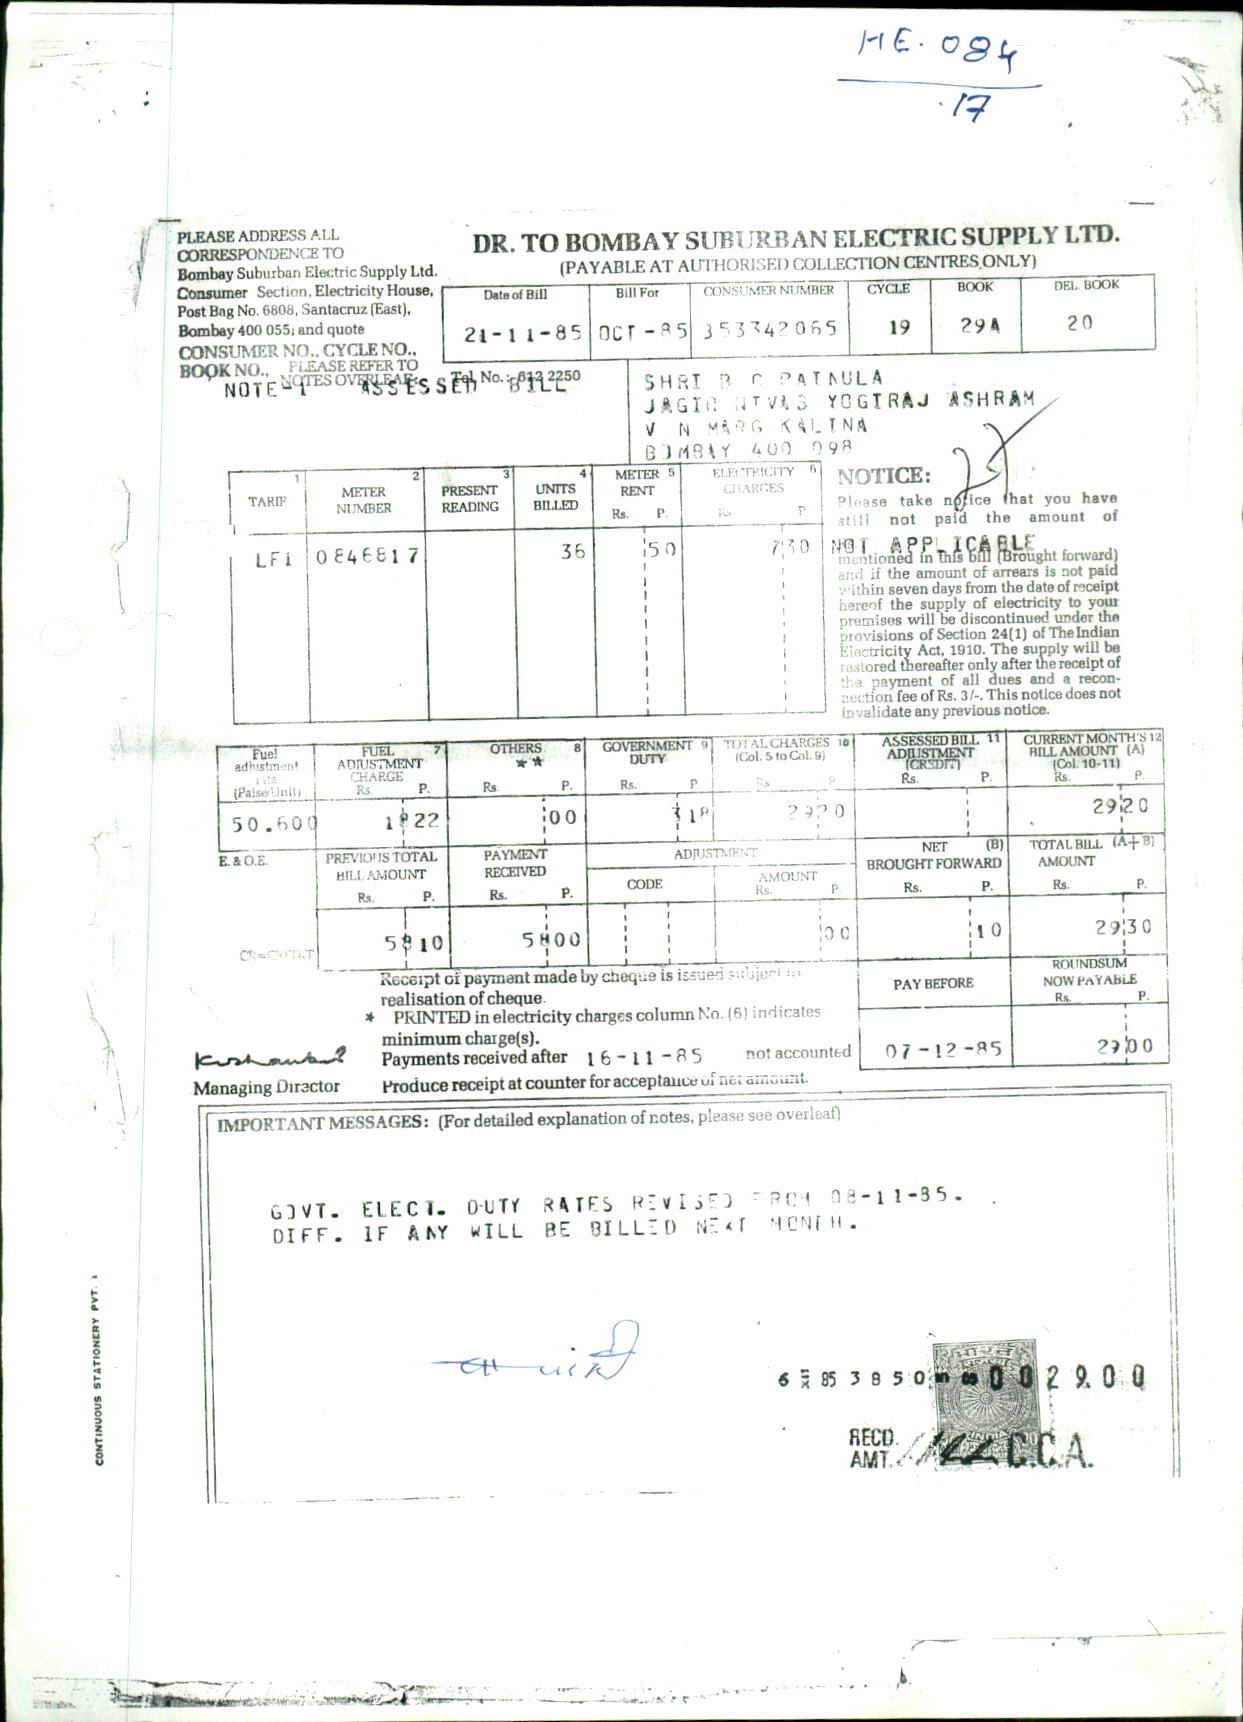 HE. 084
17
PLEASE ADDRESS ALL
CORRESPONDENCE TO
Bombay Suburban Electric Supply Ltd.
Consumer Section, Electricity House,
Post Bag No. 6808, Santacruz (East),
Bombay 400 055; and quote
CONSUMER NO., CYCLE NO.,
BOOK NO., PLEASE REFER TO
NOTES OVERLEAF: Tel. No.: 612 2250
NOTE-1 ASSESSED BILL
DR. TO BOMBAY SUBURBAN ELECTRIC SUPPLY LTD.
(PAYABLE AT AUTHORISED COLLECTION CENTRES ONLY)
Date of Bill Bill For CONSUMER NUMBER CYCLE BOOK DEL. BOOK
21-11-85 OCT-85 353342065 19 29A 20
SHRI B C PATNULA
JAGIR NIVAS YOGIRAJ ASHRAM
V N MARG KALINA
BOMBAY 400 098
1 2 3 4 5 6
TARIF METER NUMBER PRESENT READING UNITS BILLED METER RENT Rs. P. ELECTRICITY CHARGES Rs P
LF1 0846817 36 50 7 30
NOTICE:
Please take notice that you have
still not paid the amount of
NOT APPLICABLE
mentioned in this bill (Brought forward)
and if the amount of arrears is not paid
within seven days from the date of receipt
hereof the supply of electricity to your
premises will be discontinued under the
provisions of Section 24(1) of The Indian
Electricity Act, 1910. The supply will be
restored thereafter only after the receipt of
the payment of all dues and a recon-
nection fee of Rs. 3/-. This notice does not
invalidate any previous notice.
Fuel adjustment rate (Paise/Unit) FUEL 7 ADJUSTMENT CHARGE Rs. P. OTHERS 8 ** Rs. P. GOVERNMENT 9 DUTY Rs. P. TOTAL CHARGES 10 (Col. 5 to Col. 9) Rs P. ASSESSED BILL 11 ADJUSTMENT (CREDIT) Rs. P. CURRENT MONTH'S 12 BILL AMOUNT (A) (Col. 10-11) Rs. P.
50.600 18 22 00 3 18 29 20 29 20
E. & O.E. PREVIOUS TOTAL BILL AMOUNT Rs. P. PAYMENT RECEIVED Rs. P. ADJUSTMENT CODE AMOUNT Rs. P. NET (B) BROUGHT FORWARD Rs. P. TOTAL BILL (A+B) AMOUNT Rs. P.
CR=CREDIT 58 10 58 00 00 10 29 30
Receipt of payment made by cheque is issued subject to
realisation of cheque.
* PRINTED in electricity charges column No. (6) indicates
minimum charge(s).
Payments received after 16-11-85 not accounted
Produce receipt at counter for acceptance of net amount.
Managing Director
PAY BEFORE ROUNDSUM NOW PAYABLE Rs. P.
07-12-85 29 00
IMPORTANT MESSAGES: (For detailed explanation of notes, please see overleaf)
GOVT. ELECT. DUTY RATES REVISED FROM 08-11-85.
DIFF. IF ANY WILL BE BILLED NEXT MONTH.
6 85 3850 002900
भारत
INDIA
RECD.
AMT. C.C.A.
CONTINUOUS STATIONERY PVT.